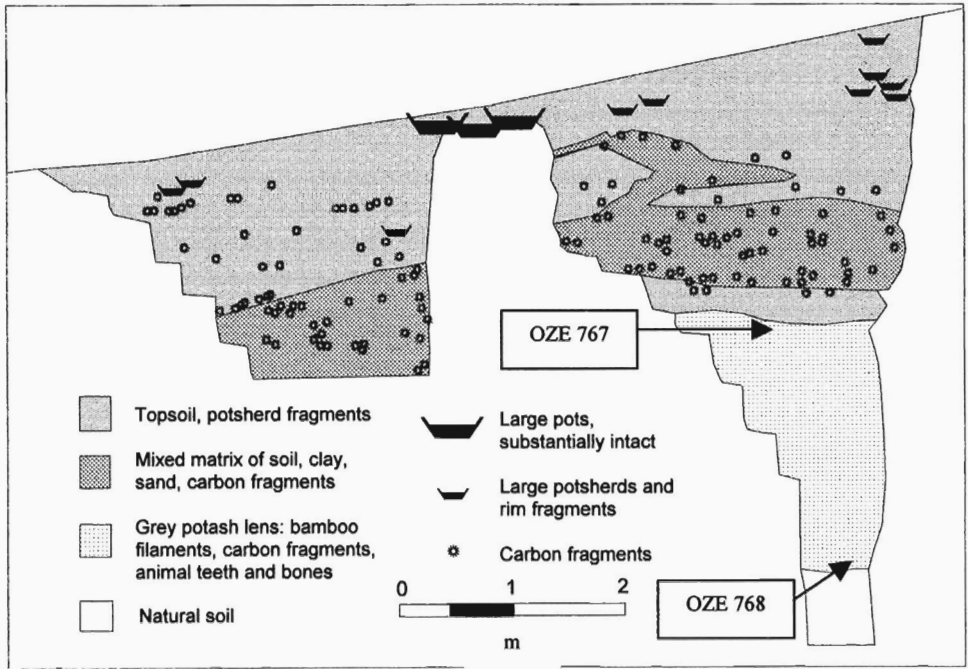 OZE 767
Topsoil, potsherd fragments
Mixed matrix of soil, clay,
sand, carbon fragments
Grey potash lens: bamboo
filaments, carbon fragments,
animal teeth and bones
Natural soil
Large pots,
substantially intact
Large potsherds and
rim fragments
Carbon fragments
0 1 2
m
OZE 768